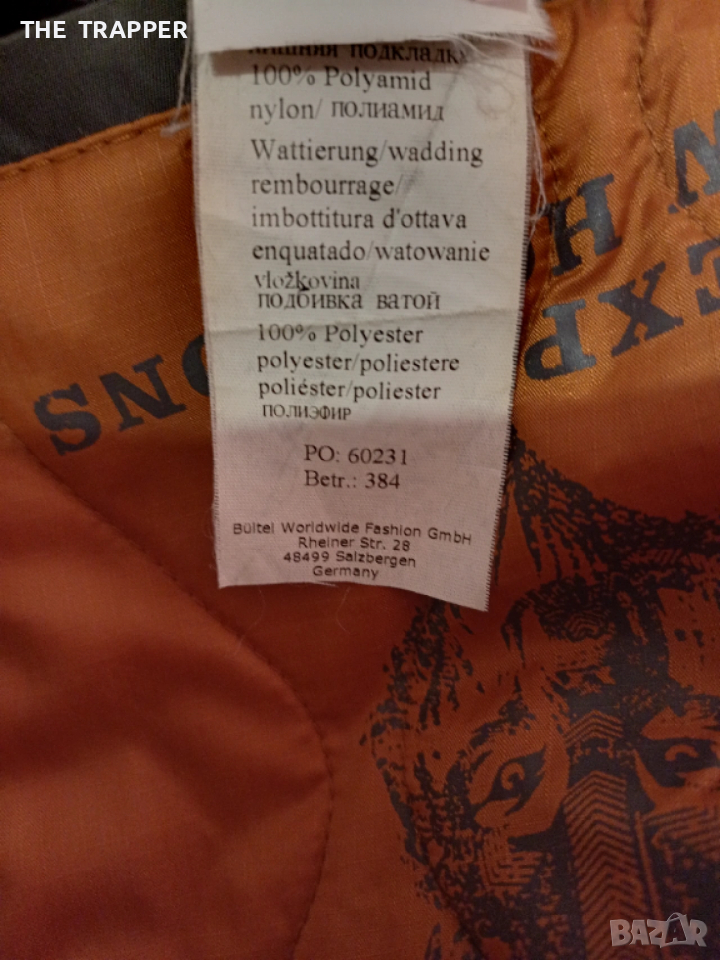 THE TRAPPER
ПОДКЛАДКА
100% Polyamid
nylon/ ПОЛИАМИД
Wattierung/wadding
rembourrage/
imbottitura d'ottava
enquatado/watowanie
vložkovina
ПОДБИВКА ВАТОЙ
100% Polyester
polyester/poliestere
poliéster/poliester
ПОЛИЭФИР
PO: 60231
Betr.: 384
Bültel Worldwide Fashion GmbH
Rheiner Str. 28
48499 Salzbergen
Germany
BAZAR